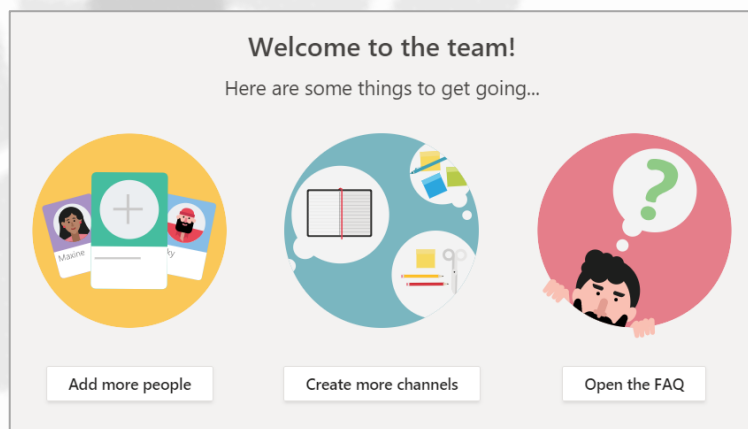 Welcome to the team!
Here are some things to get going...
Maxine
ky
Add more people
Create more channels
Open the FAQ